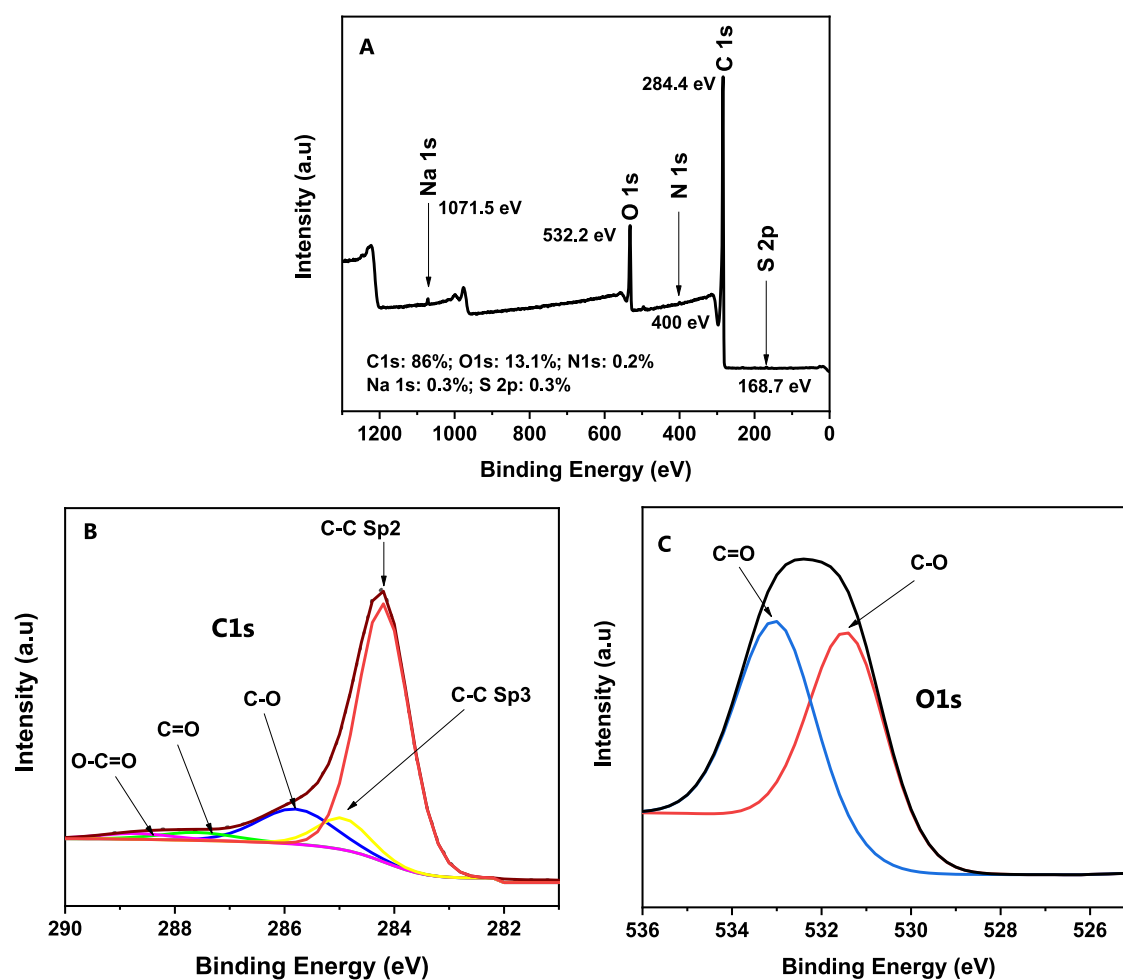 A
C 1s
284.4 eV
Na 1s
1071.5 eV
O 1s
532.2 eV
N 1s
400 eV
S 2p
168.7 eV
C1s: 86%; O1s: 13.1%; N1s: 0.2%
Na 1s: 0.3%; S 2p: 0.3%
Intensity (a.u)
1200 1000 800 600 400 200 0
Binding Energy (eV)
B
C-C Sp2
C1s
C-C Sp3
C-O
C=O
O-C=O
Intensity (a.u)
290 288 286 284 282
Binding Energy (eV)
C
C=O
C-O
O1s
Intensity (a.u)
536 534 532 530 528 526
Binding Energy (eV)